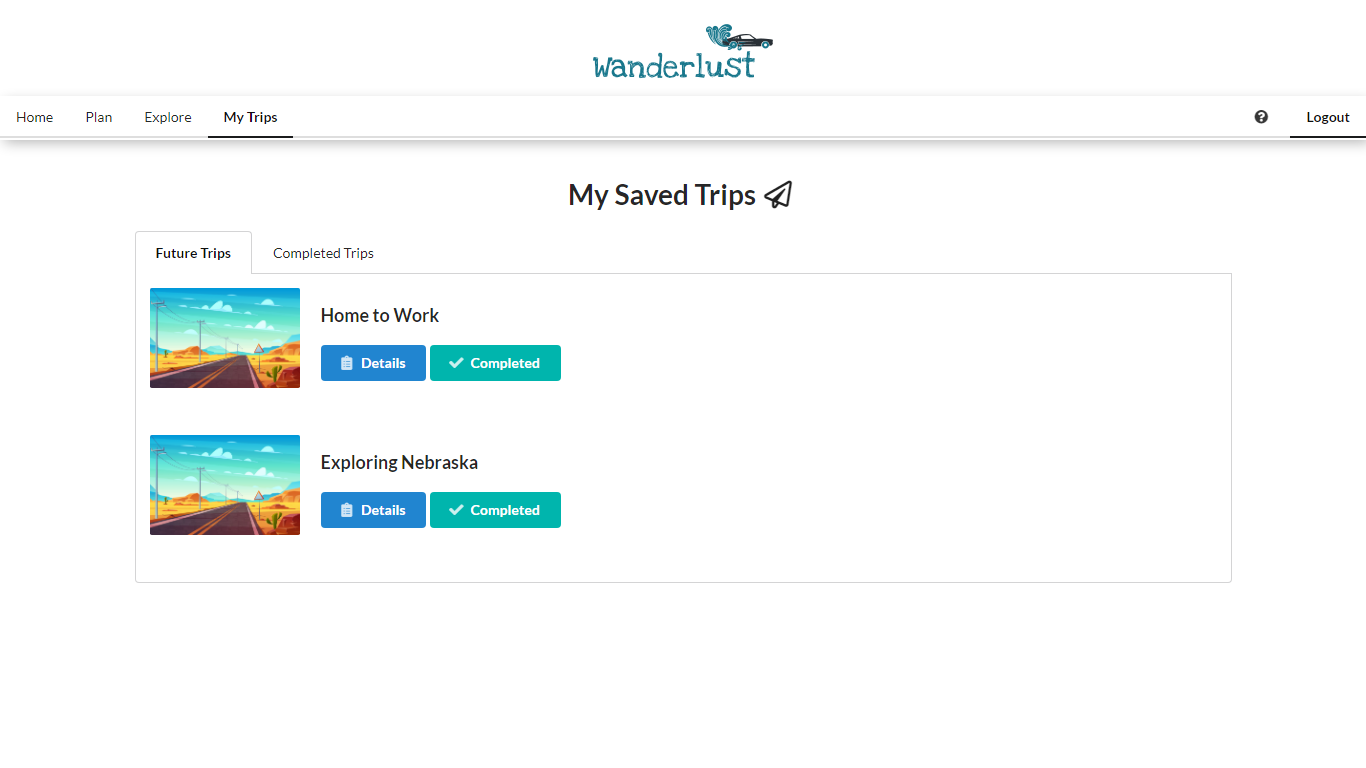 wanderlust
Home Plan Explore My Trips Logout
My Saved Trips
Future Trips Completed Trips
Home to Work
Details Completed
Exploring Nebraska
Details Completed